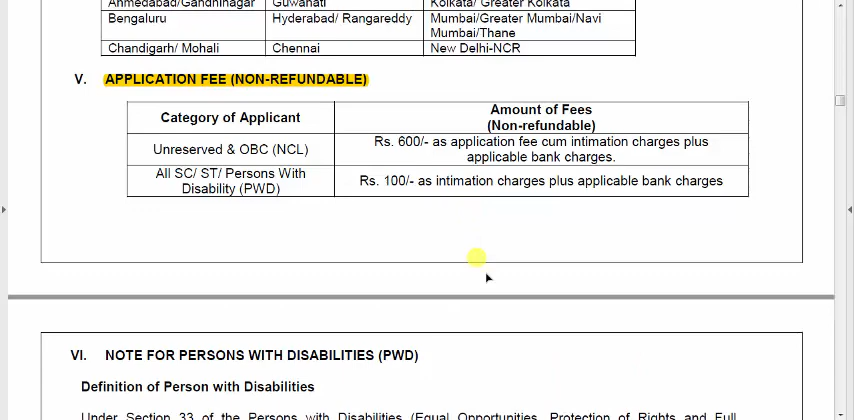 Ahmedabad/Gandhinagar Guwahati Kolkata/ Greater Kolkata
Bengaluru Hyderabad/ Rangareddy Mumbai/Greater Mumbai/Navi
Mumbai/Thane
Chandigarh/ Mohali Chennai New Delhi-NCR
V. APPLICATION FEE (NON-REFUNDABLE)
Category of Applicant Amount of Fees
(Non-refundable)
Unreserved & OBC (NCL) Rs. 600/- as application fee cum intimation charges plus
applicable bank charges.
All SC/ ST/ Persons With
Disability (PWD) Rs. 100/- as intimation charges plus applicable bank charges
VI. NOTE FOR PERSONS WITH DISABILITIES (PWD)
Definition of Person with Disabilities
Under Section 33 of the Persons with Disabilities (Equal Opportunities, Protection of Rights and Full